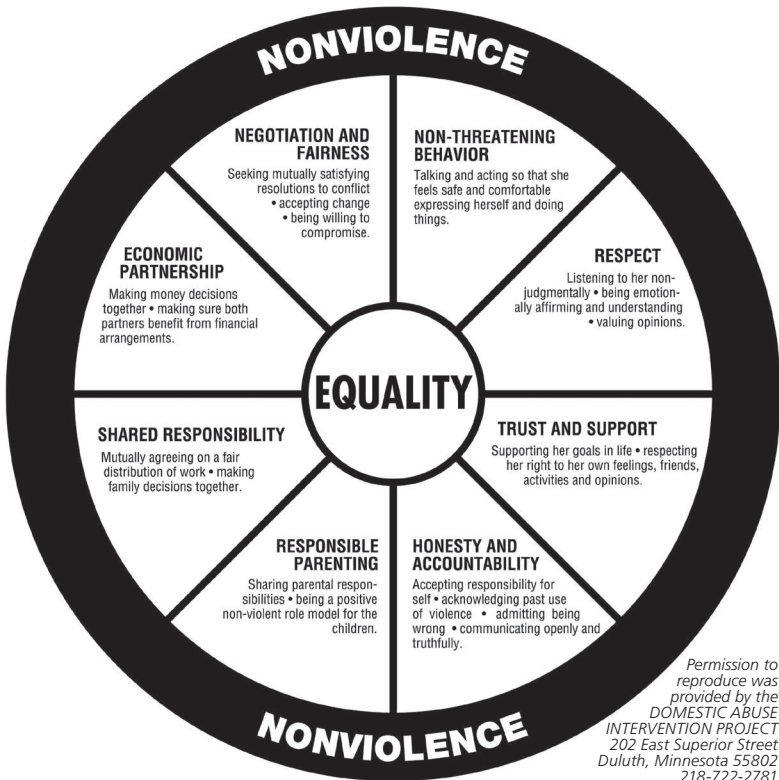 NONVIOLENCE
NEGOTIATION AND
FAIRNESS
Seeking mutually satisfying
resolutions to conflict
• accepting change
• being willing to
compromise.
NON-THREATENING
BEHAVIOR
Talking and acting so that she
feels safe and comfortable
expressing herself and doing
things.
RESPECT
Listening to her non-
judgmentally • being emotion-
ally affirming and understanding
• valuing opinions.
TRUST AND SUPPORT
Supporting her goals in life • respecting
her right to her own feelings, friends,
activities and opinions.
HONESTY AND
ACCOUNTABILITY
Accepting responsibility for
self • acknowledging past use
of violence • admitting being
wrong • communicating openly and
truthfully.
RESPONSIBLE
PARENTING
Sharing parental respon-
sibilities • being a positive
non-violent role model for the
children.
SHARED RESPONSIBILITY
Mutually agreeing on a fair
distribution of work • making
family decisions together.
ECONOMIC
PARTNERSHIP
Making money decisions
together • making sure both
partners benefit from financial
arrangements.
EQUALITY
NONVIOLENCE
Permission to
reproduce was
provided by the
DOMESTIC ABUSE
INTERVENTION PROJECT
202 East Superior Street
Duluth, Minnesota 55802
218-722-2781